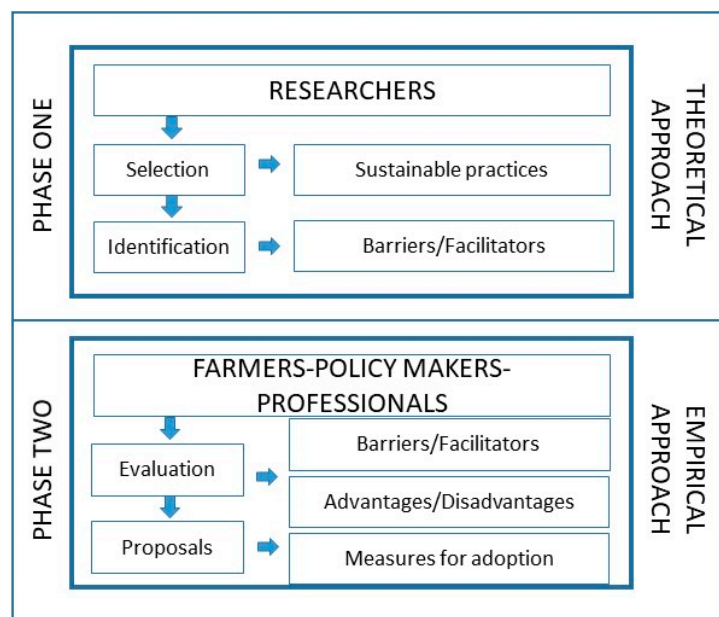 PHASE ONE
RESEARCHERS
Selection
Sustainable practices
Identification
Barriers/Facilitators
THEORETICAL
APPROACH
PHASE TWO
FARMERS-POLICY MAKERS-
PROFESSIONALS
Evaluation
Barriers/Facilitators
Advantages/Disadvantages
Proposals
Measures for adoption
EMPIRICAL
APPROACH